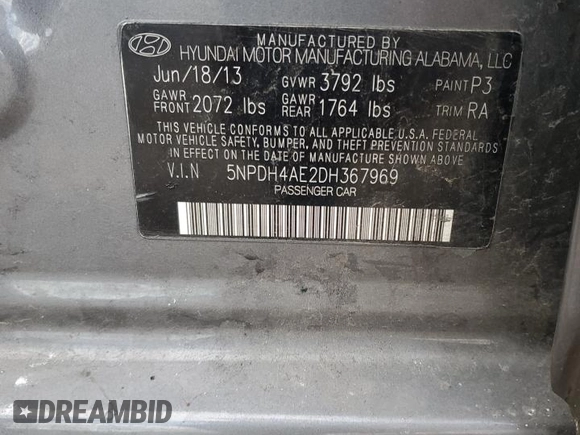 MANUFACTURED BY
HYUNDAI MOTOR MANUFACTURING ALABAMA, LLC
Jun/18/13 GVWR 3792 lbs PAINT P3
GAWR FRONT 2072 lbs GAWR REAR 1764 lbs TRIM RA
THIS VEHICLE CONFORMS TO ALL APPLICABLE U.S.A. FEDERAL
MOTOR VEHICLE SAFETY, BUMPER, AND THEFT PREVENTION STANDARDS
IN EFFECT ON THE DATE OF MANUFACTURE SHOWN ABOVE.
V.I.N 5NPDH4AE2DH367969
PASSENGER CAR
DREAMBID